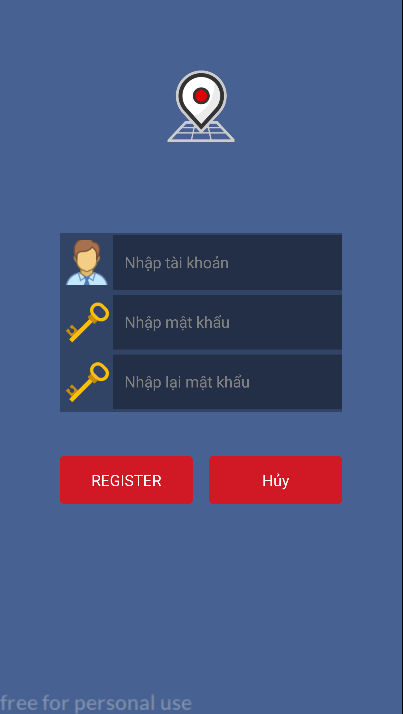 Nhập tài khoản
Nhập mật khẩu
Nhập lại mật khẩu
REGISTER
Hủy
free for personal use